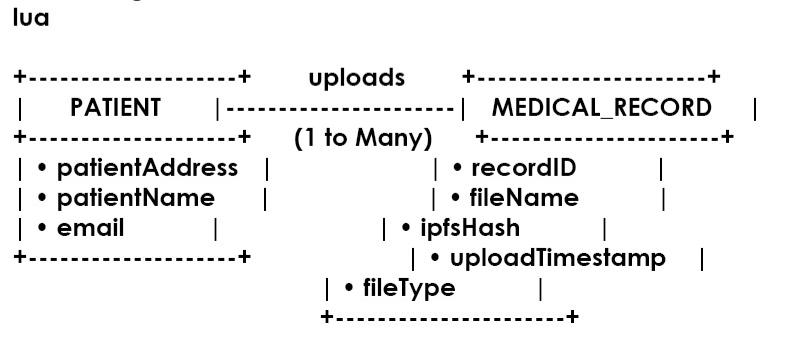 lua
+-------------------+ uploads +---------------------+
| PATIENT |----------------------| MEDICAL_RECORD |
+-------------------+ (1 to Many) +---------------------+
| • patientAddress | | • recordID |
| • patientName | | • fileName |
| • email | | • ipfsHash |
+-------------------+ | • uploadTimestamp |
| • fileType |
+---------------------+